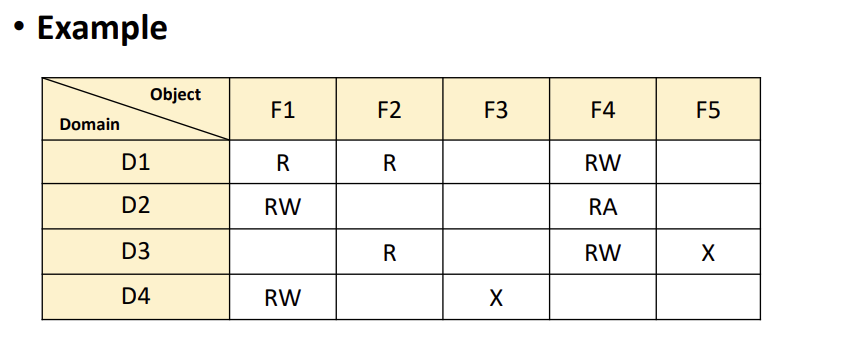 • Example
Object
Domain F1 F2 F3 F4 F5
D1 R R RW
D2 RW RA
D3 R RW X
D4 RW X